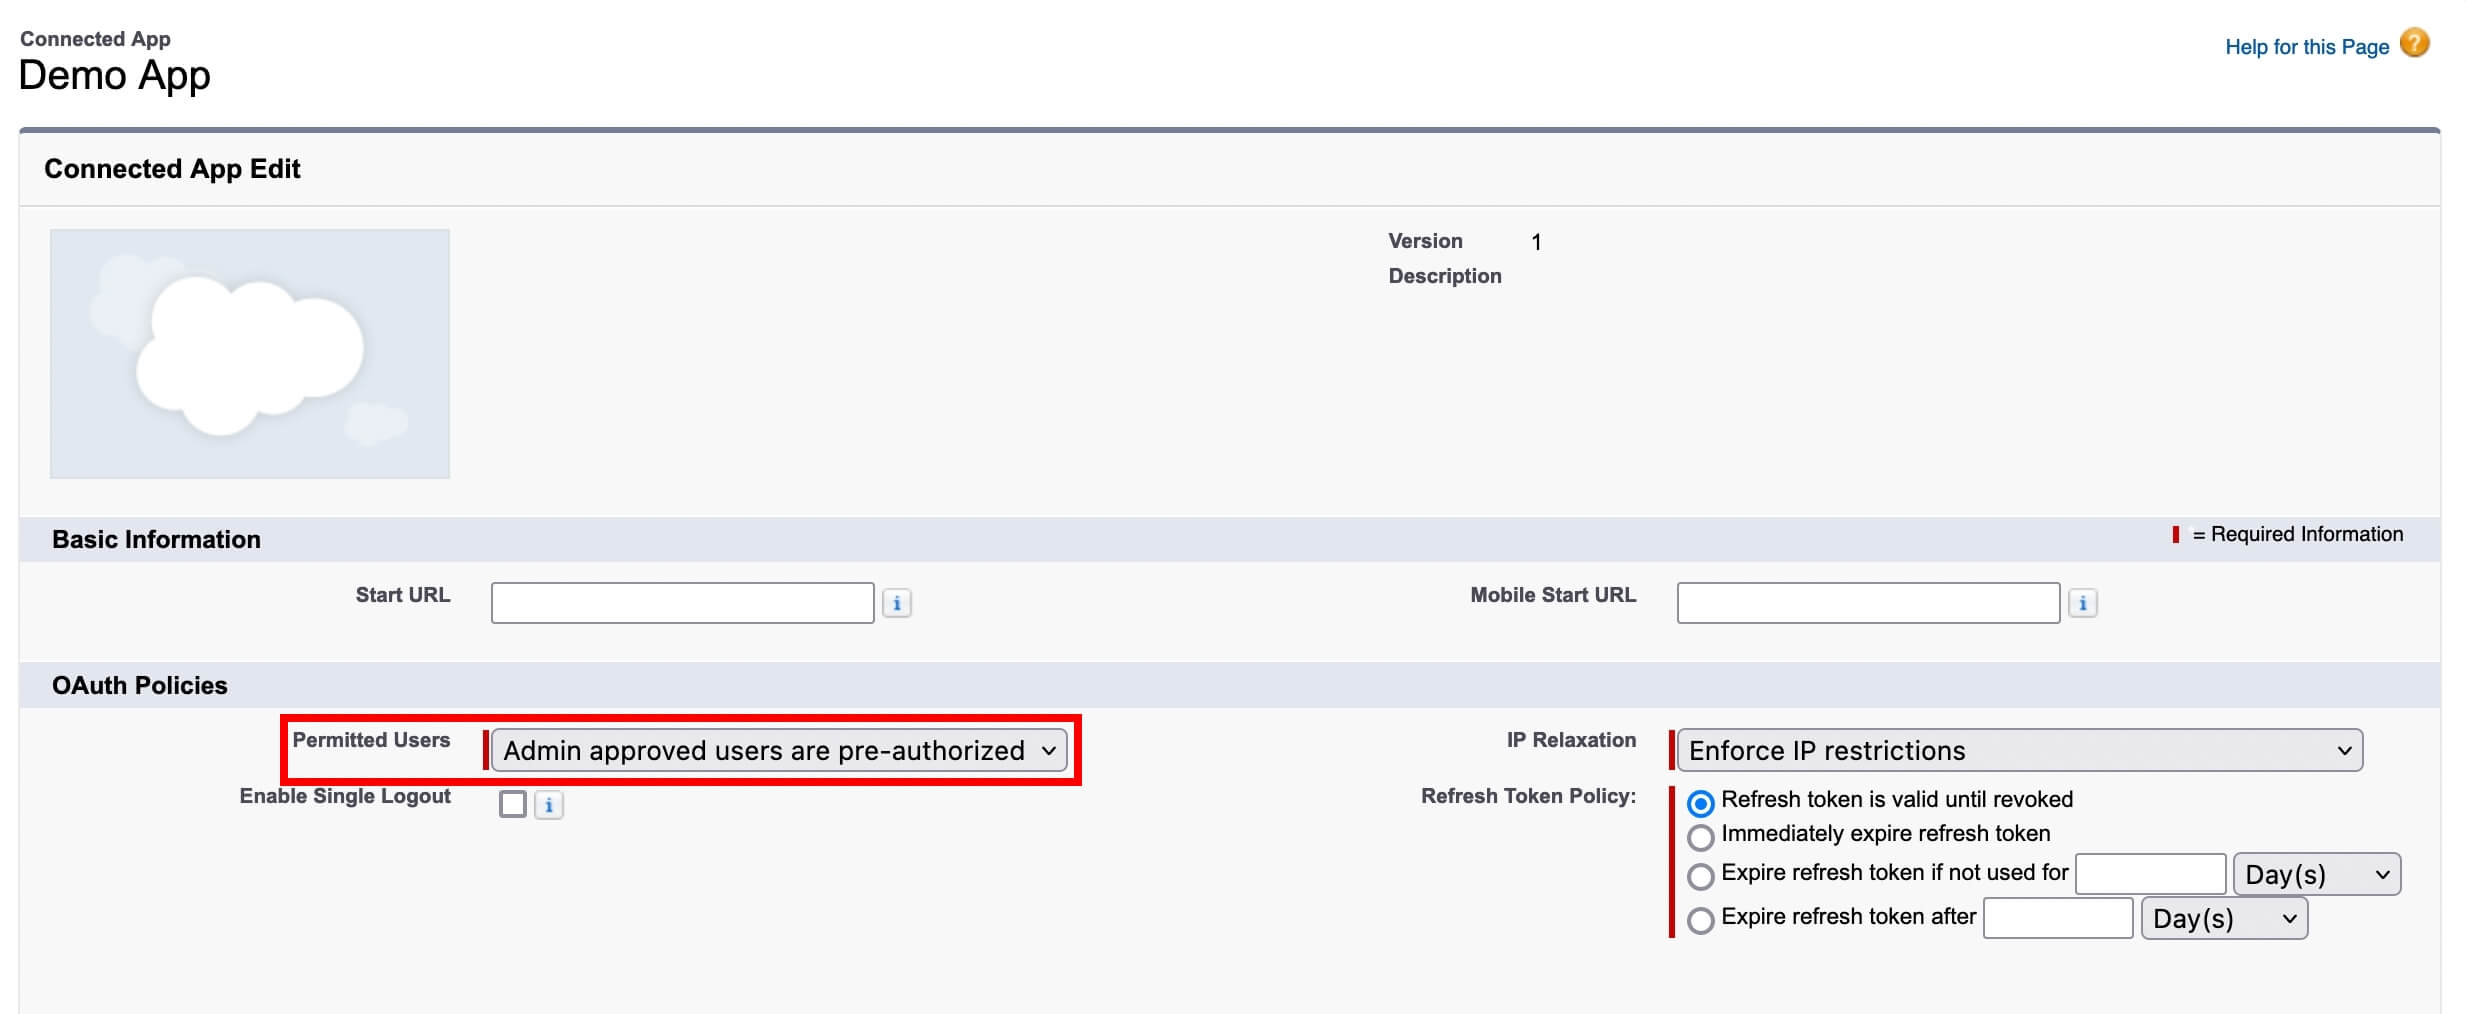 Connected App
Demo App
Help for this Page
?
Connected App Edit
Version 1
Description
Basic Information
= Required Information
Start URL
i
Mobile Start URL
i
OAuth Policies
Permitted Users Admin approved users are pre-authorized
IP Relaxation Enforce IP restrictions
Enable Single Logout
i
Refresh Token Policy: Refresh token is valid until revoked
Immediately expire refresh token
Expire refresh token if not used for Day(s)
Expire refresh token after Day(s)